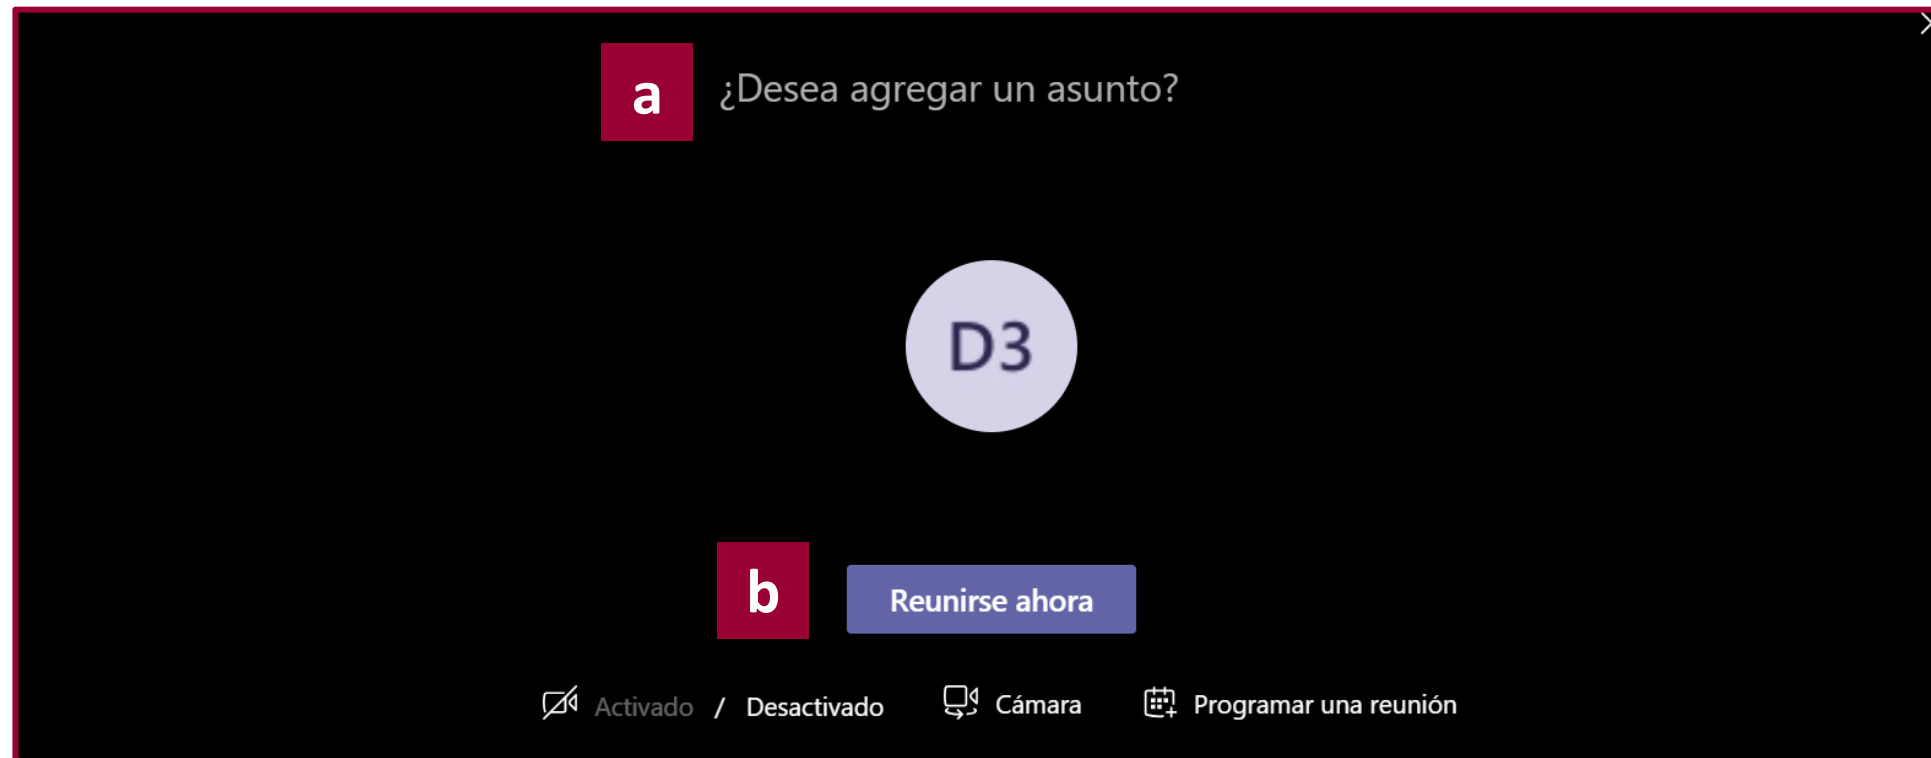 a ¿Desea agregar un asunto?
D3
b Reunirse ahora
Activado / Desactivado Cámara Programar una reunión